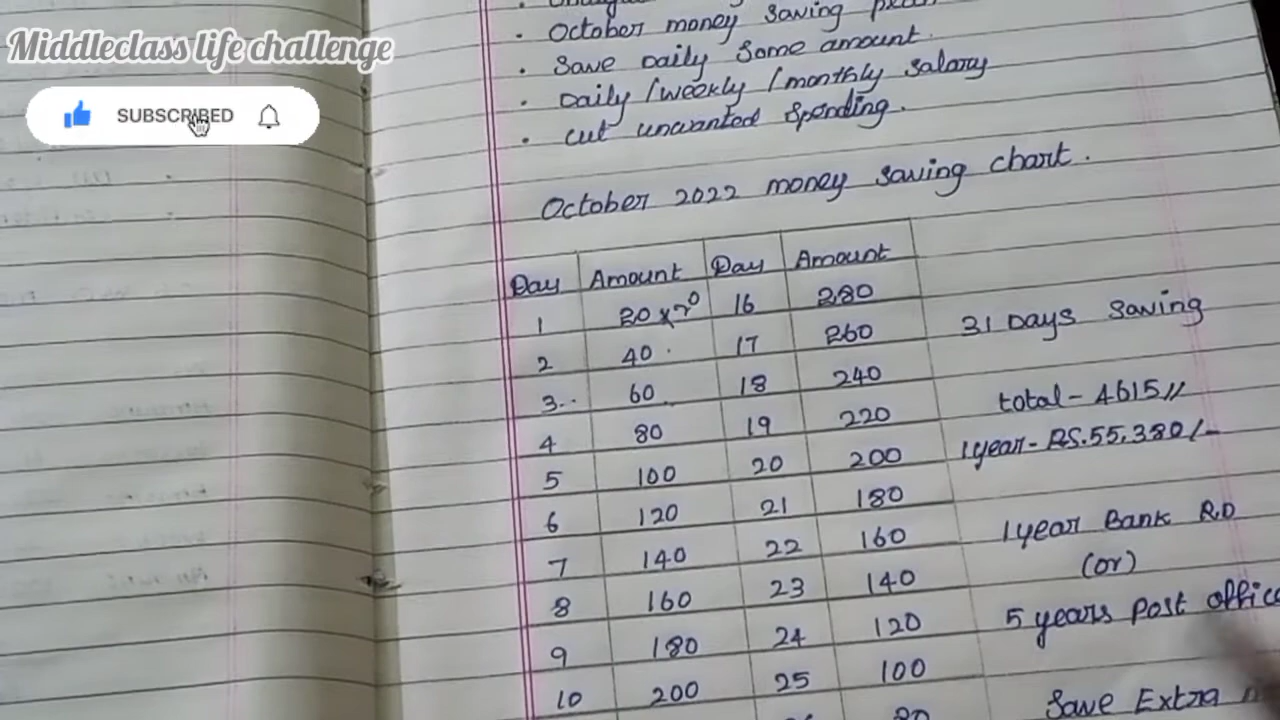 Middleclass life challenge
SUBSCRIBED
. October money saving plan
. Save Daily Some amount.
. Daily / weekly / monthly salary
. cut unwanted spending.
October 2022 money saving chart.
Day Amount Day Amount
1 20 x 20 16 280
2 40 . 17 260
3.. 60 . 18 240
4 80 19 220
5 100 20 200
6 120 21 180
7 140 22 160
8 160 23 140
9 180 24 120
10 200 25 100
80
31 Days saving
total - 4615//
1year - RS.55,380/-
1year Bank R.D
(or)
5 years post office
Save Extra